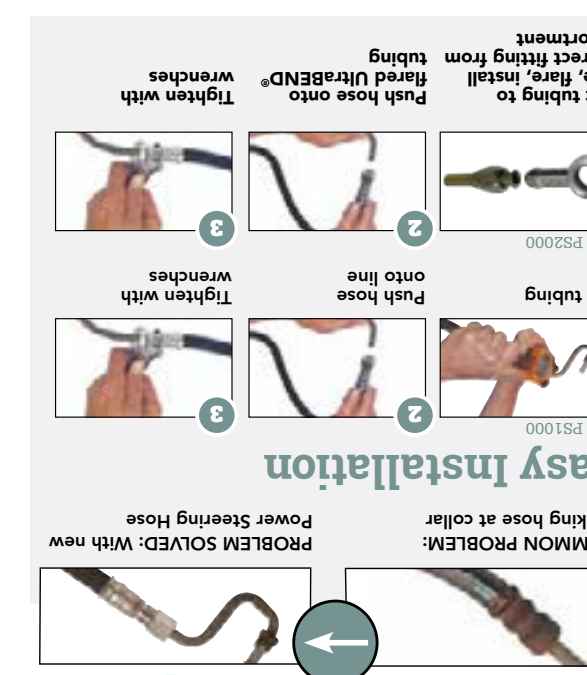 MMON PROBLEM:
king hose at collar
PROBLEM SOLVED: With new
Power Steering Hose
asy Installation
PS1000
2
3
tubing
Push hose
onto line
Tighten with
wrenches
PS2000
2
3
t tubing to
e, flare, install
rect fitting from
ortment
Push hose onto
flared UltraBEND®
tubing
Tighten with
wrenches